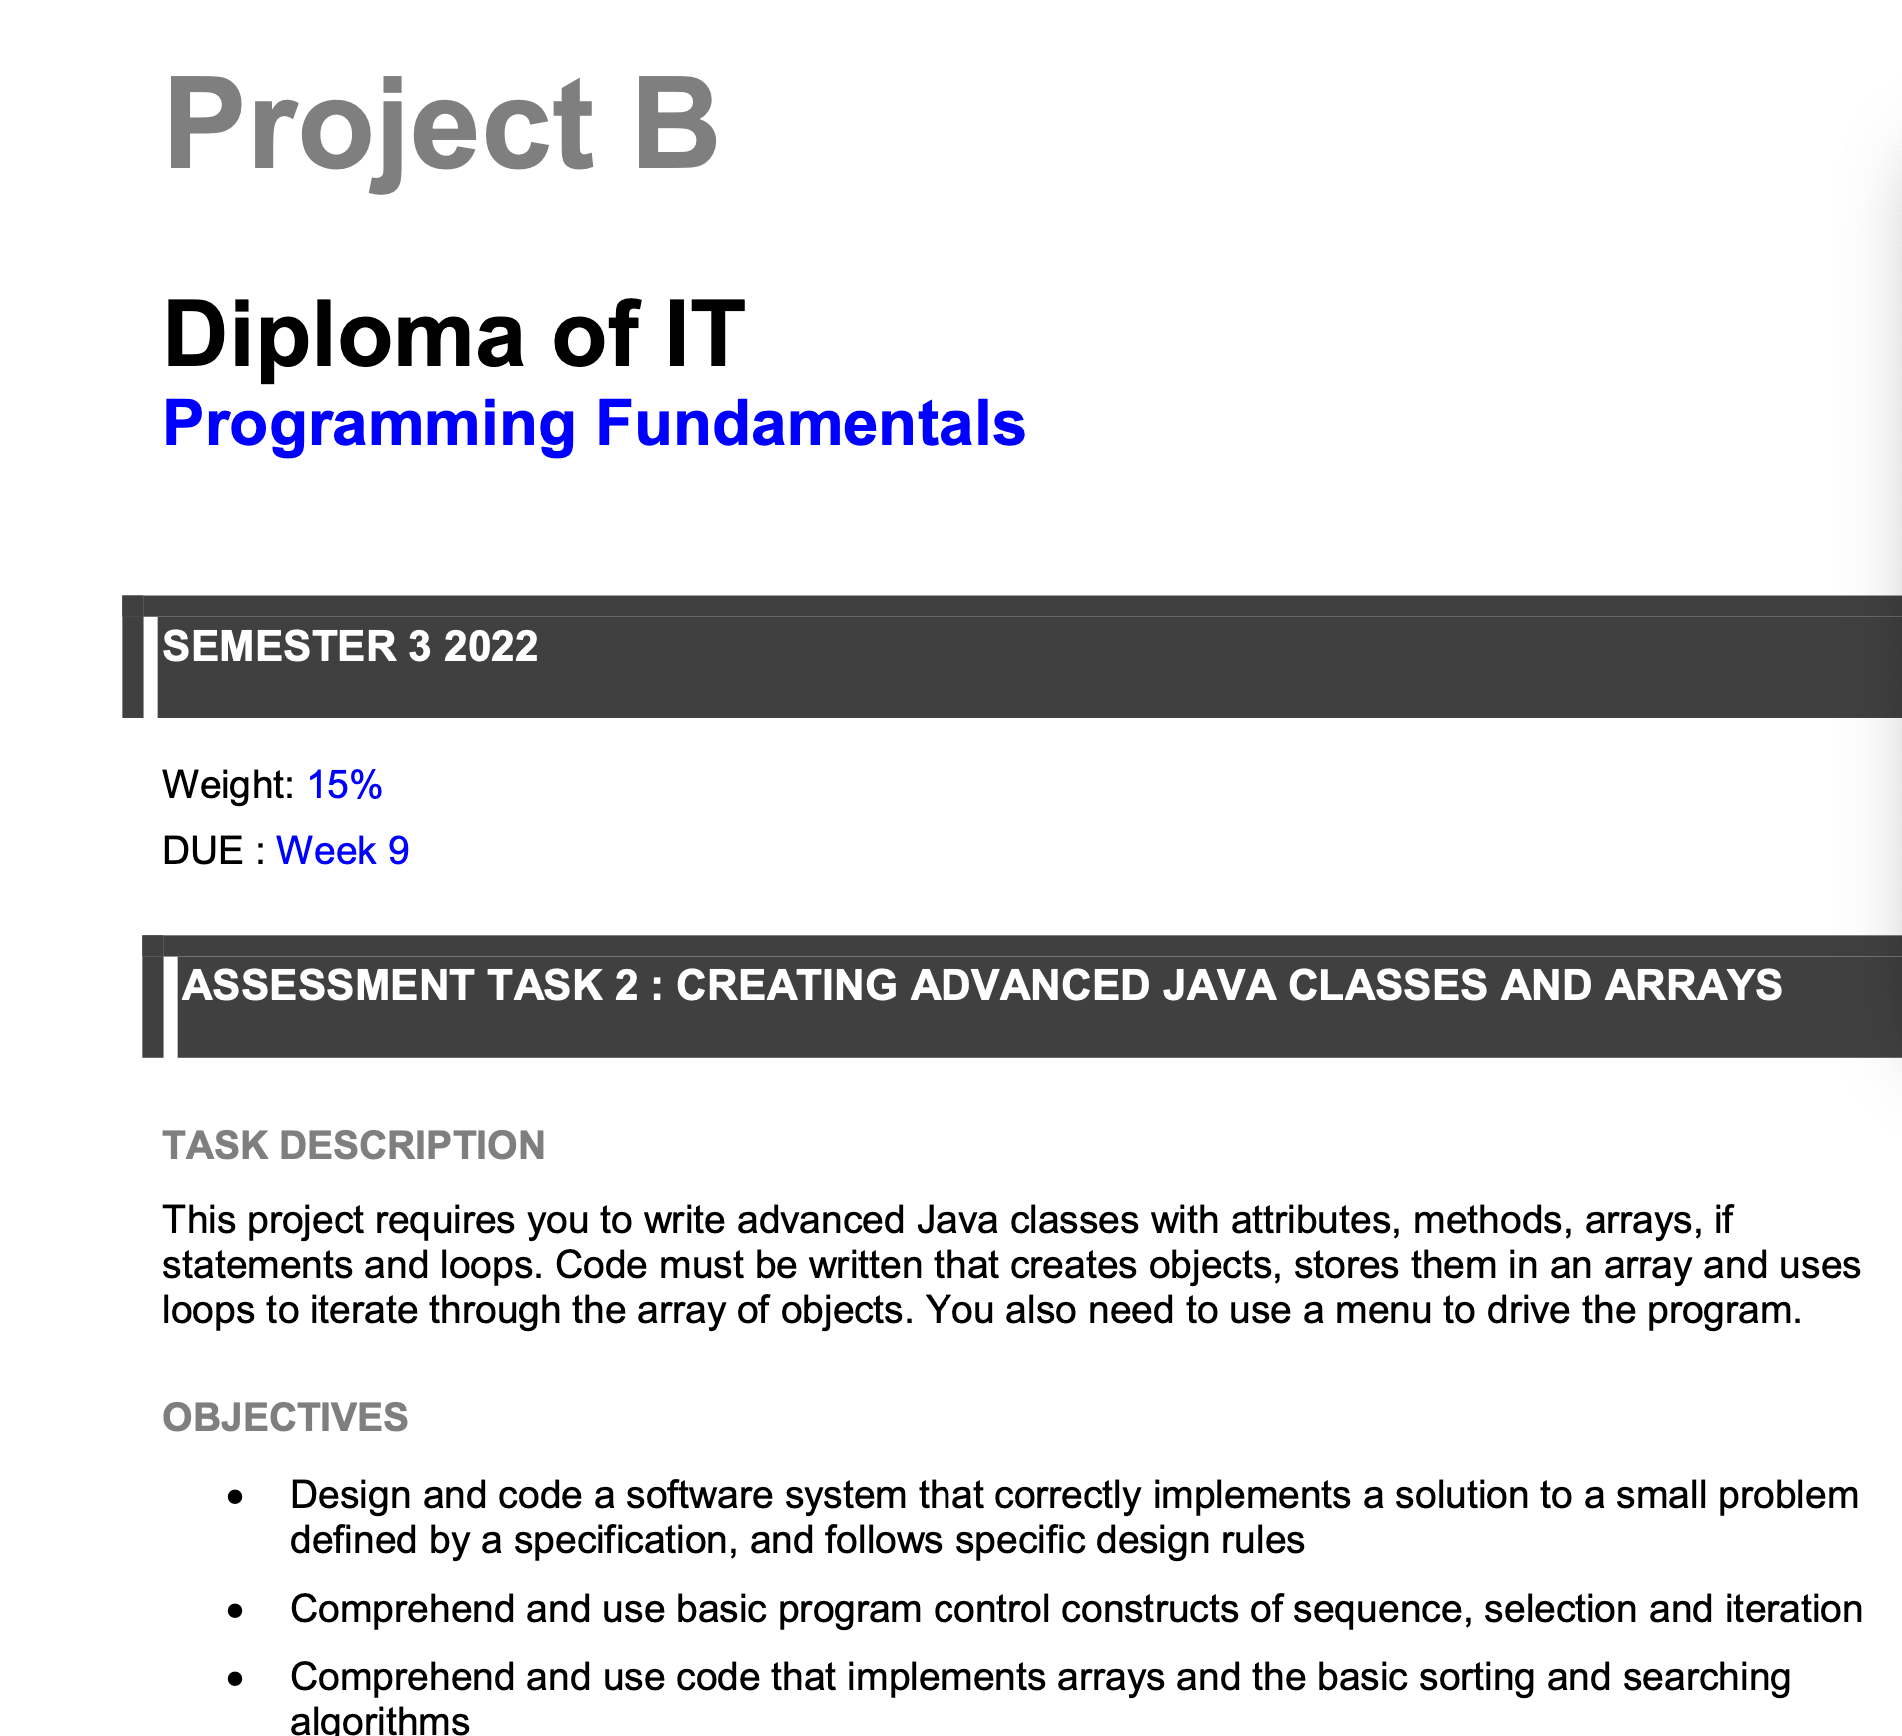 Project B
Diploma of IT
Programming Fundamentals
SEMESTER 3 2022
Weight: 15%
DUE : Week 9
ASSESSMENT TASK 2 : CREATING ADVANCED JAVA CLASSES AND ARRAYS
TASK DESCRIPTION
This project requires you to write advanced Java classes with attributes, methods, arrays, if
statements and loops. Code must be written that creates objects, stores them in an array and uses
loops to iterate through the array of objects. You also need to use a menu to drive the program.
OBJECTIVES
• Design and code a software system that correctly implements a solution to a small problem
defined by a specification, and follows specific design rules
• Comprehend and use basic program control constructs of sequence, selection and iteration
• Comprehend and use code that implements arrays and the basic sorting and searching
algorithms